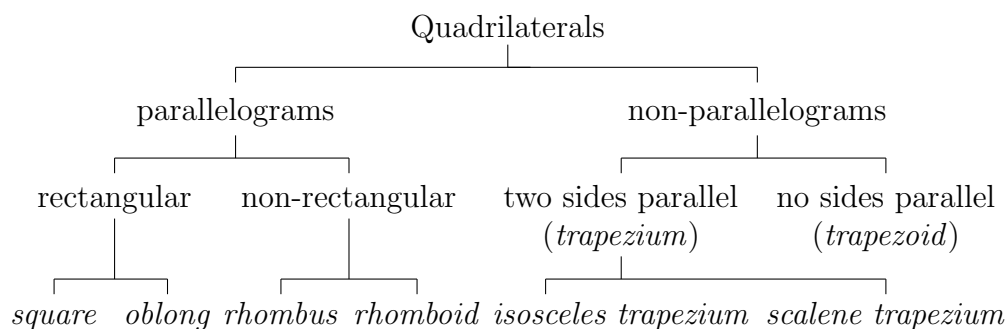 Quadrilaterals
parallelograms non-parallelograms
rectangular non-rectangular two sides parallel no sides parallel
(trapezium) (trapezoid)
square oblong rhombus rhomboid isosceles trapezium scalene trapezium